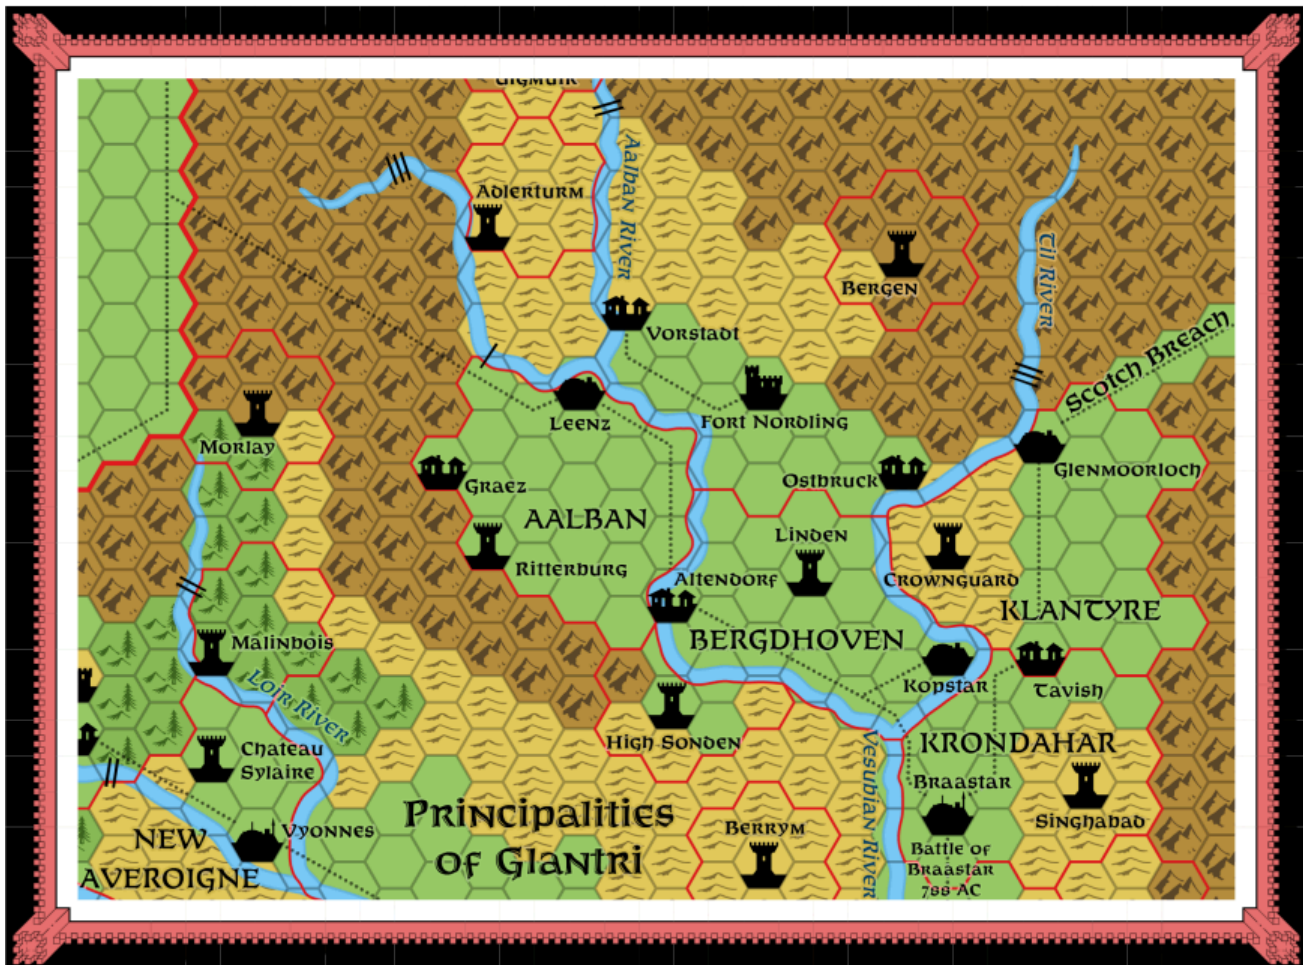 Adlerturm
Aalban River
Bergen
Til River
Vorstadt
Scotch Breach
Leenz
Fort Nordling
Morlay
Graez
Ostbruck
Glenmoorloch
AALBAN
Linden
Ritterburg
Altendorf
Crownguard
KLANTYRE
Malinbois
BERGDHOVEN
Loir River
Kopstar
Tavish
High Sonden
Chateau
Sylaire
Vesubian River
KRONDAHAR
Braastar
Singhabad
Principalities
of Glantri
Berrym
NEW
AVEROIGNE
Vyonnes
Battle of
Braastar
788 AC